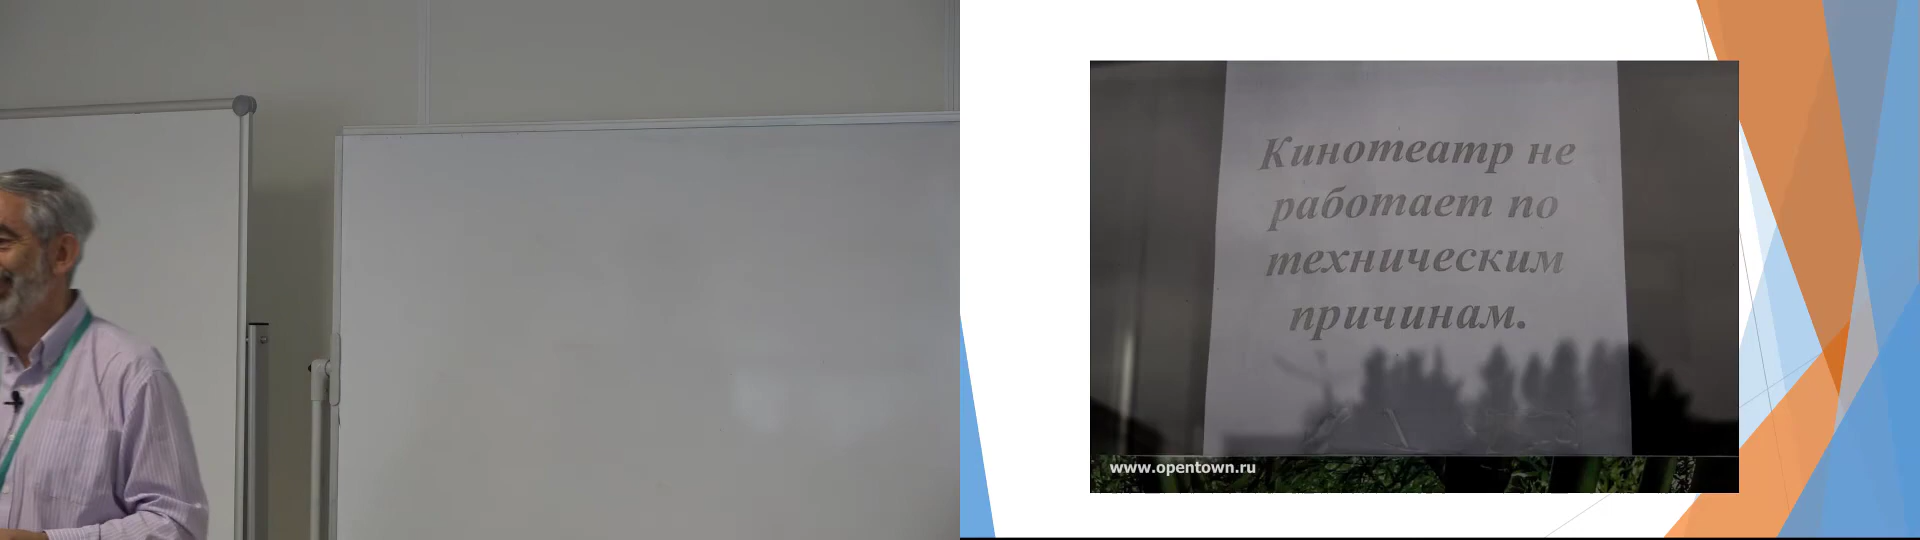 Кинотеатр не
работает по
техническим
причинам.
www.opentown.ru